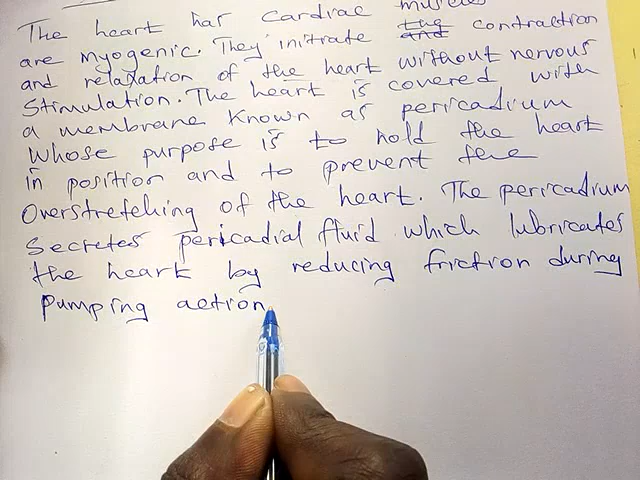 The heart has cardiac muscles
are myogenic. They initrate the and contraction
and relaxation of the heart without nervous
Stimulation. The heart is covered with
a membrane known as pericadium
whose purpose is to hold the heart
in position and to prevent the
Overstretching of the heart. The pericadium
Secretes pericadial fluid which lubricates
the heart by reducing friction during
pumping action